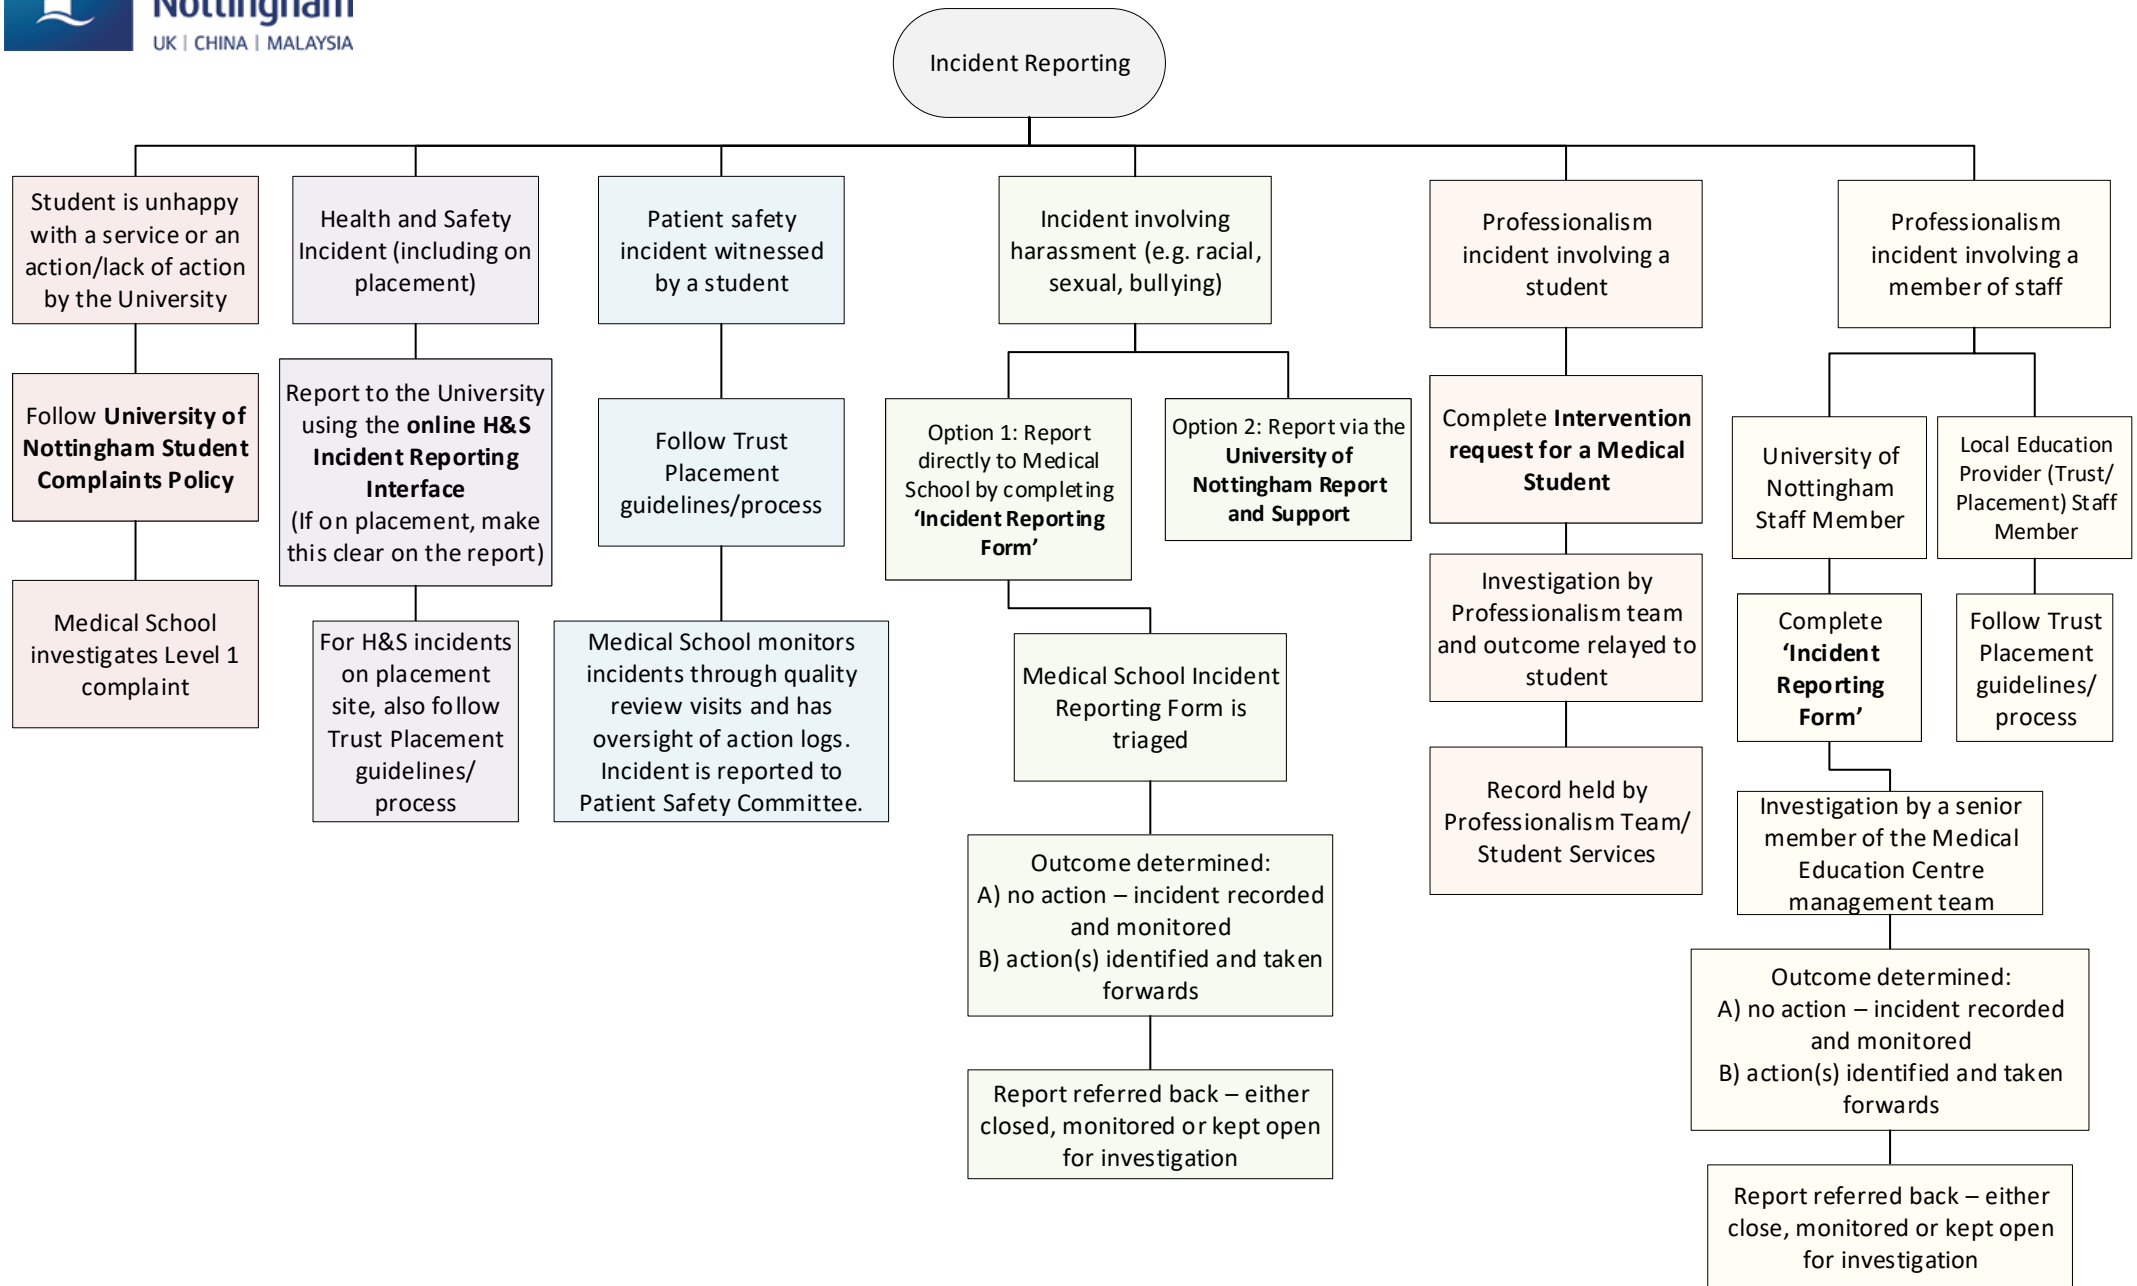 Nottingham
UK | CHINA | MALAYSIA
Incident Reporting
Student is unhappy
with a service or an
action/lack of action
by the University
Follow University of
Nottingham Student
Complaints Policy
Medical School
investigates Level 1
complaint
Health and Safety
Incident (including on
placement)
Report to the University
using the online H&S
Incident Reporting
Interface
(If on placement, make
this clear on the report)
For H&S incidents
on placement
site, also follow
Trust Placement
guidelines/
process
Patient safety
incident witnessed
by a student
Follow Trust
Placement
guidelines/process
Medical School monitors
incidents through quality
review visits and has
oversight of action logs.
Incident is reported to
Patient Safety Committee.
Incident involving
harassment (e.g. racial,
sexual, bullying)
Option 1: Report
directly to Medical
School by completing
‘Incident Reporting
Form’
Option 2: Report via the
University of
Nottingham Report
and Support
Medical School Incident
Reporting Form is
triaged
Outcome determined:
A) no action – incident recorded
and monitored
B) action(s) identified and taken
forwards
Report referred back – either
closed, monitored or kept open
for investigation
Professionalism
incident involving a
student
Complete Intervention
request for a Medical
Student
Investigation by
Professionalism team
and outcome relayed to
student
Record held by
Professionalism Team/
Student Services
Professionalism
incident involving a
member of staff
University of
Nottingham
Staff Member
Complete
‘Incident
Reporting
Form’
Local Education
Provider (Trust/
Placement) Staff
Member
Follow Trust
Placement
guidelines/
process
Investigation by a senior
member of the Medical
Education Centre
management team
Outcome determined:
A) no action – incident recorded
and monitored
B) action(s) identified and taken
forwards
Report referred back – either
close, monitored or kept open
for investigation